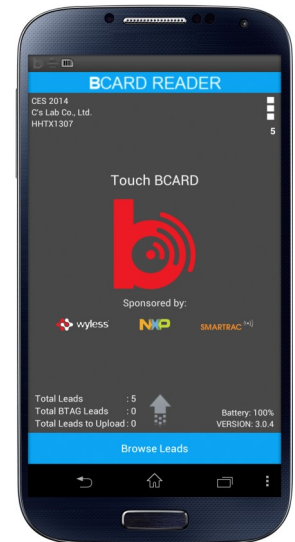 BCARD READER
CES 2014
C's Lab Co., Ltd.
HHTX1307
5
Touch BCARD
b
Sponsored by:
wyless
NXP
SMARTRAC
Total Leads : 5
Total BTAG Leads : 0
Total Leads to Upload : 0
Battery: 100%
VERSION: 3.0.4
Browse Leads